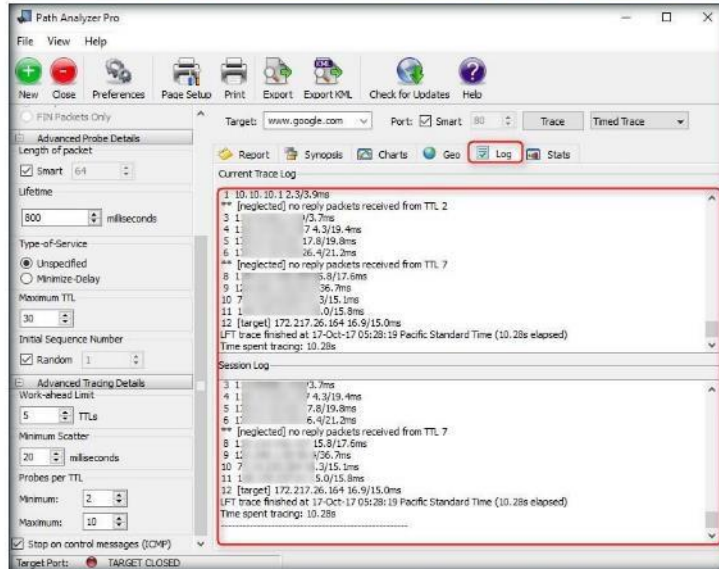 Path Analyzer Pro
File View Help
New Close Preferences Page Setup Print Export Export KML Check for Updates Help
FIN Packets Only
Advanced Probe Details
Length of packet
Smart 64
Lifetime
800 milliseconds
Type-of-Service
Unspecified
Minimize-Delay
Maximum TTL
30
Initial Sequence Number
Random 1
Advanced Tracing Details
Work-ahead Limit
5 TTLs
Minimum Scatter
20 milliseconds
Probes per TTL
Minimum: 2
Maximum: 10
Stop on control messages (ICMP)
Target: www.google.com Port: Smart 80 Trace Timed Trace
Report Synopsis Charts Geo Log Stats
Current Trace Log
1 10.10.10.1 2.3/3.9ms
** [neglected] no reply packets received from TTL 2
3 1 /3.7ms
4 1 7 4.3/19.4ms
5 1 17.8/19.8ms
6 1 26.4/21.2ms
** [neglected] no reply packets received from TTL 7
8 1 5.8/17.6ms
9 12 36.7ms
10 7 3/15.1ms
11 1 .0/15.8ms
12 [target] 172.217.26.164 16.9/15.0ms
LFT trace finished at 17-Oct-17 05:28:19 Pacific Standard Time (10.28s elapsed)
Time spent tracing: 10.28s
Session Log
3 1 /3.7ms
4 1 7 4.3/19.4ms
5 1 7.8/19.8ms
6 1 6.4/21.2ms
** [neglected] no reply packets received from TTL 7
8 1 15.8/17.6ms
9 12 /36.7ms
10 7 .3/15.1ms
11 1 5.0/15.8ms
12 [target] 172.217.26.164 16.9/15.0ms
LFT trace finished at 17-Oct-17 05:28:19 Pacific Standard Time (10.28s elapsed)
Time spent tracing: 10.28s
Target Port: TARGET CLOSED